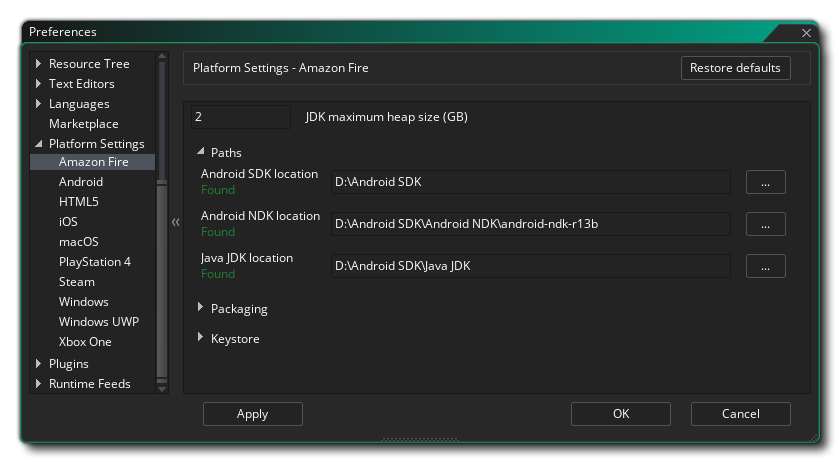 Preferences
Resource Tree
Text Editors
Languages
Marketplace
Platform Settings
Amazon Fire
Android
HTML5
iOS
macOS
PlayStation 4
Steam
Windows
Windows UWP
Xbox One
Plugins
Runtime Feeds
Platform Settings - Amazon Fire
Restore defaults
2 JDK maximum heap size (GB)
Paths
Android SDK location
Found
D:\Android SDK
...
Android NDK location
Found
D:\Android SDK\Android NDK\android-ndk-r13b
...
Java JDK location
Found
D:\Android SDK\Java JDK
...
Packaging
Keystore
Apply OK Cancel